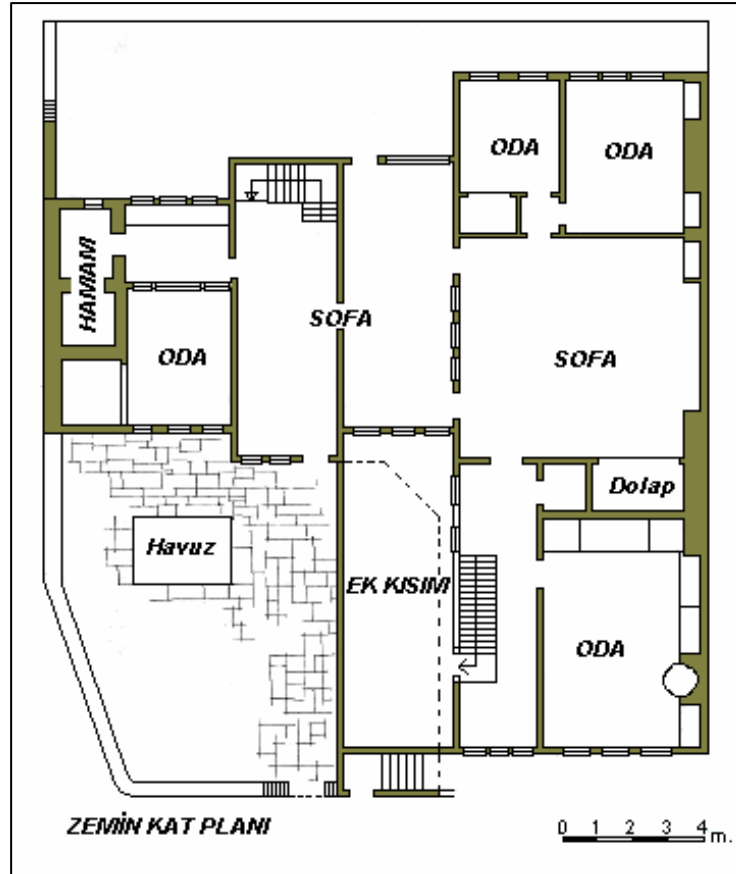 ODA
ODA
HAMAM
SOFA
ODA
SOFA
Dolap
Havuz
EK KISIM
ODA
ZEMİN KAT PLANI
0 1 2 3 4 m.